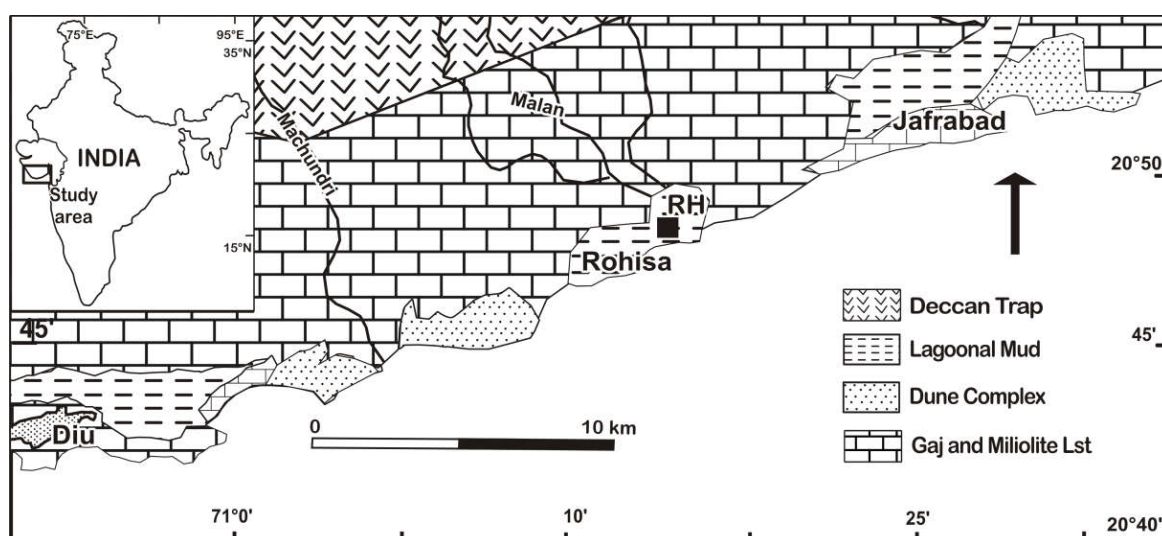 75°E
95°E
35°N
INDIA
Study
area
15°N
Machundri
Malan
Jafrabad
20°50
RH
Rohisa
45'
Diu
Deccan Trap
Lagoonal Mud
45'
Dune Complex
Gaj and Miliolite Lst
0
10 km
71°0'
10'
25'
20°40'